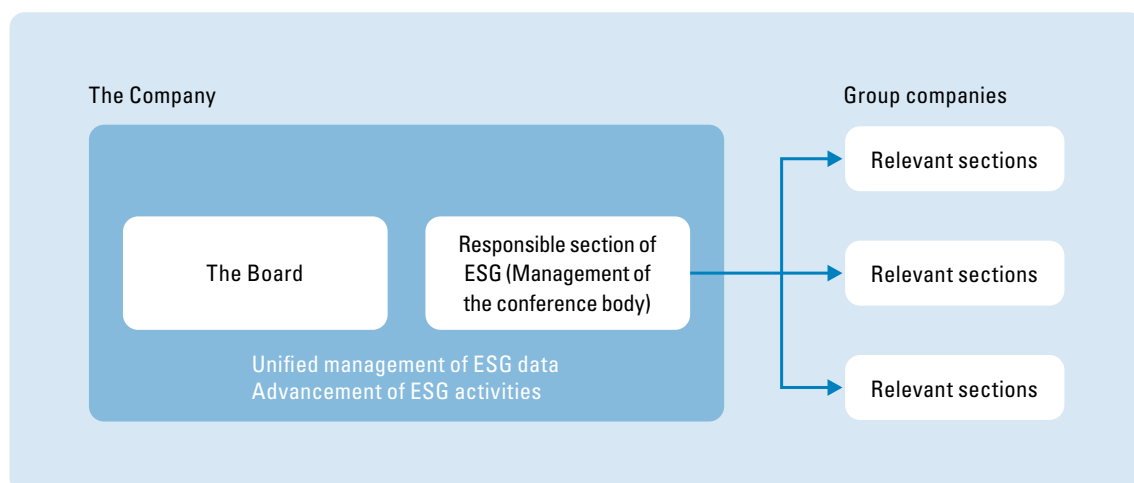 The Company
The Board
Responsible section of
ESG (Management of
the conference body)
Unified management of ESG data
Advancement of ESG activities
Group companies
Relevant sections
Relevant sections
Relevant sections